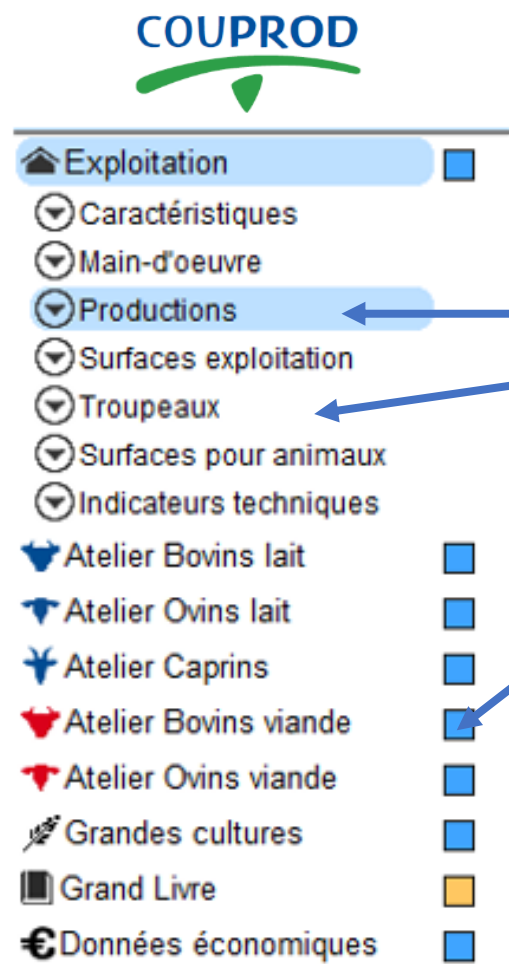 COUPROD
Exploitation
Caractéristiques
Main-d'oeuvre
Productions
Surfaces exploitation
Troupeaux
Surfaces pour animaux
Indicateurs techniques
Atelier Bovins lait
Atelier Ovins lait
Atelier Caprins
Atelier Bovins viande
Atelier Ovins viande
Grandes cultures
Grand Livre
€ Données économiques